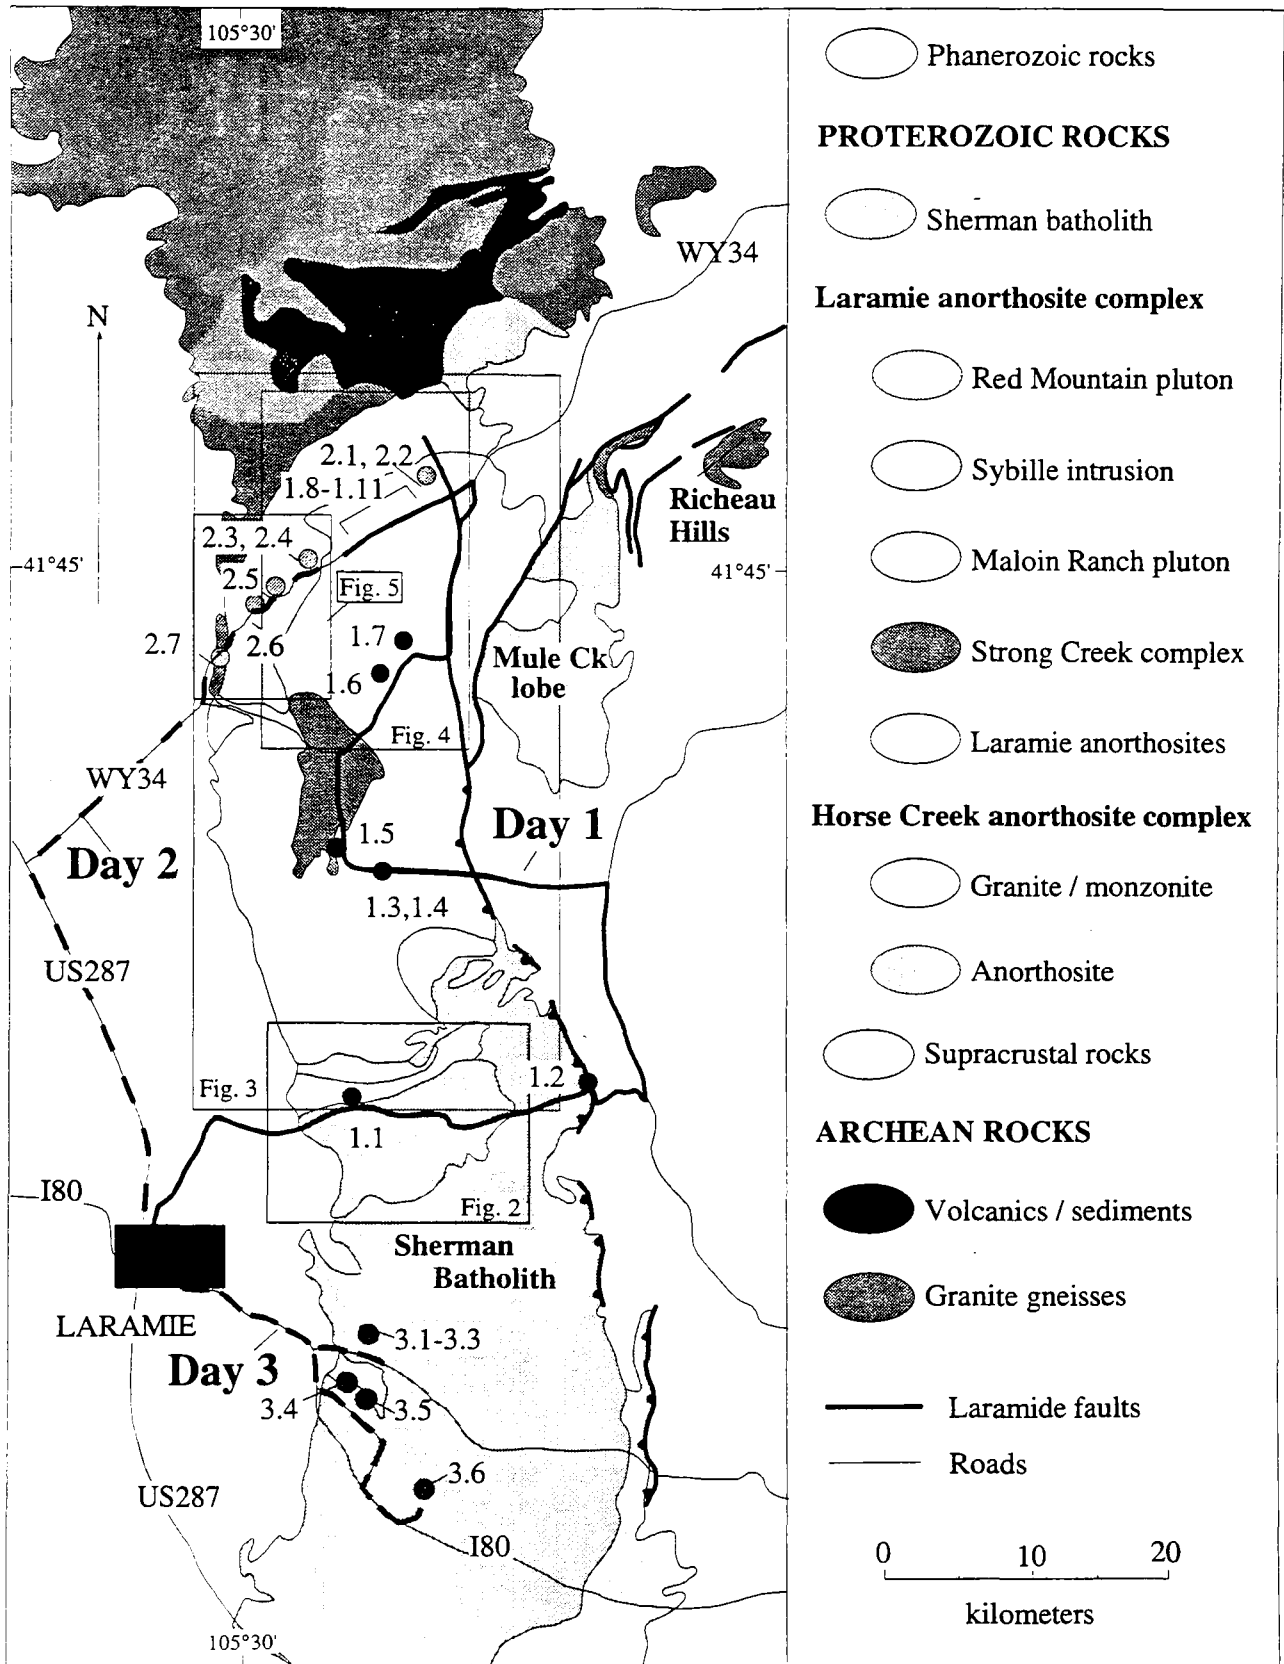 105°30'
WY34
N
2.1, 2.2
1.8-1.11
Richeau
Hills
2.3, 2.4
41°45'
41°45'
2.5
Fig. 5
2.7
2.6
1.7
1.6
Mule Ck
lobe
Fig. 4
WY34
Day 1
1.5
Day 2
1.3,1.4
US287
1.2
Fig. 3
1.1
I80
Fig. 2
Sherman
Batholith
LARAMIE
3.1-3.3
Day 3
3.4
3.5
3.6
US287
I80
105°30'
Phanerozoic rocks
PROTEROZOIC ROCKS
Sherman batholith
Laramie anorthosite complex
Red Mountain pluton
Sybille intrusion
Maloin Ranch pluton
Strong Creek complex
Laramie anorthosites
Horse Creek anorthosite complex
Granite / monzonite
Anorthosite
Supracrustal rocks
ARCHEAN ROCKS
Volcanics / sediments
Granite gneisses
Laramide faults
Roads
0 10 20
kilometers